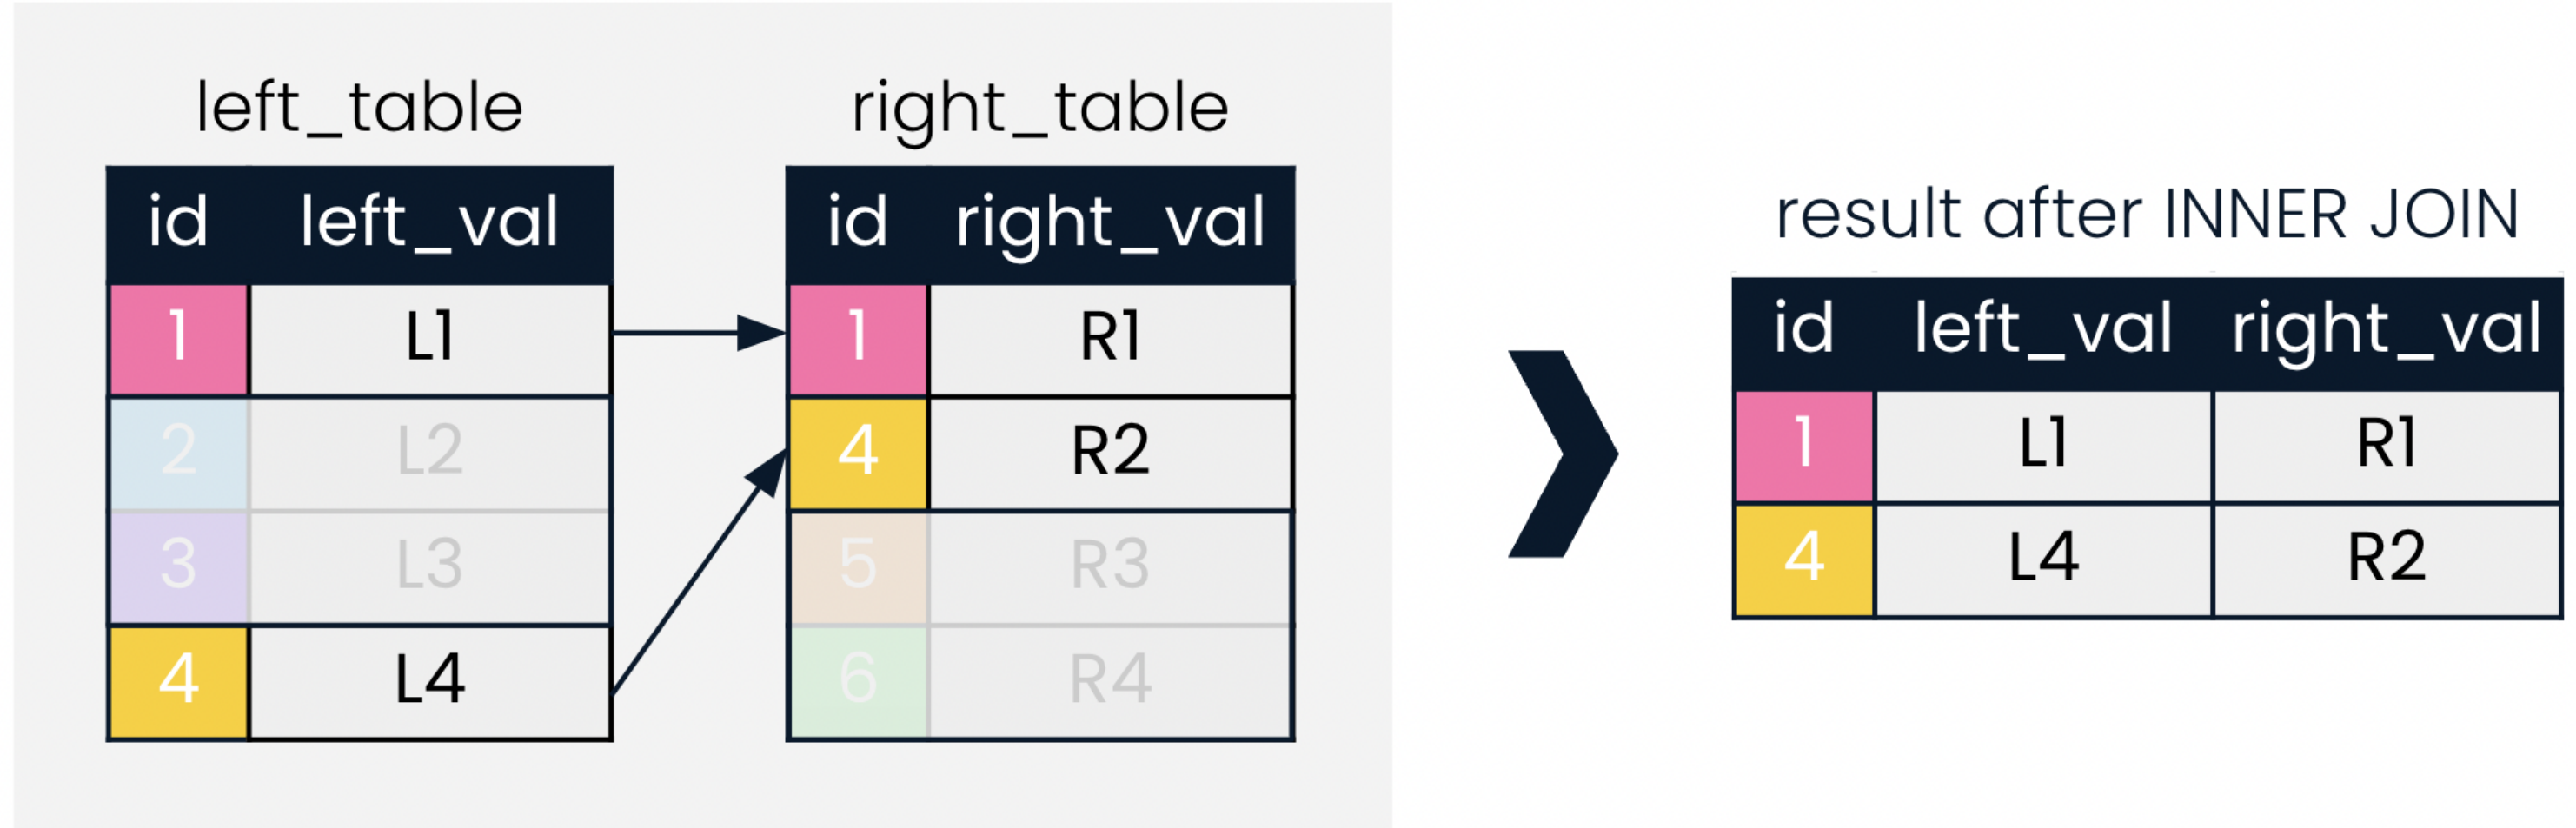 left_table
id left_val
1 L1
2 L2
3 L3
4 L4
right_table
id right_val
1 R1
4 R2
5 R3
6 R4
result after INNER JOIN
id left_val right_val
1 L1 R1
4 L4 R2